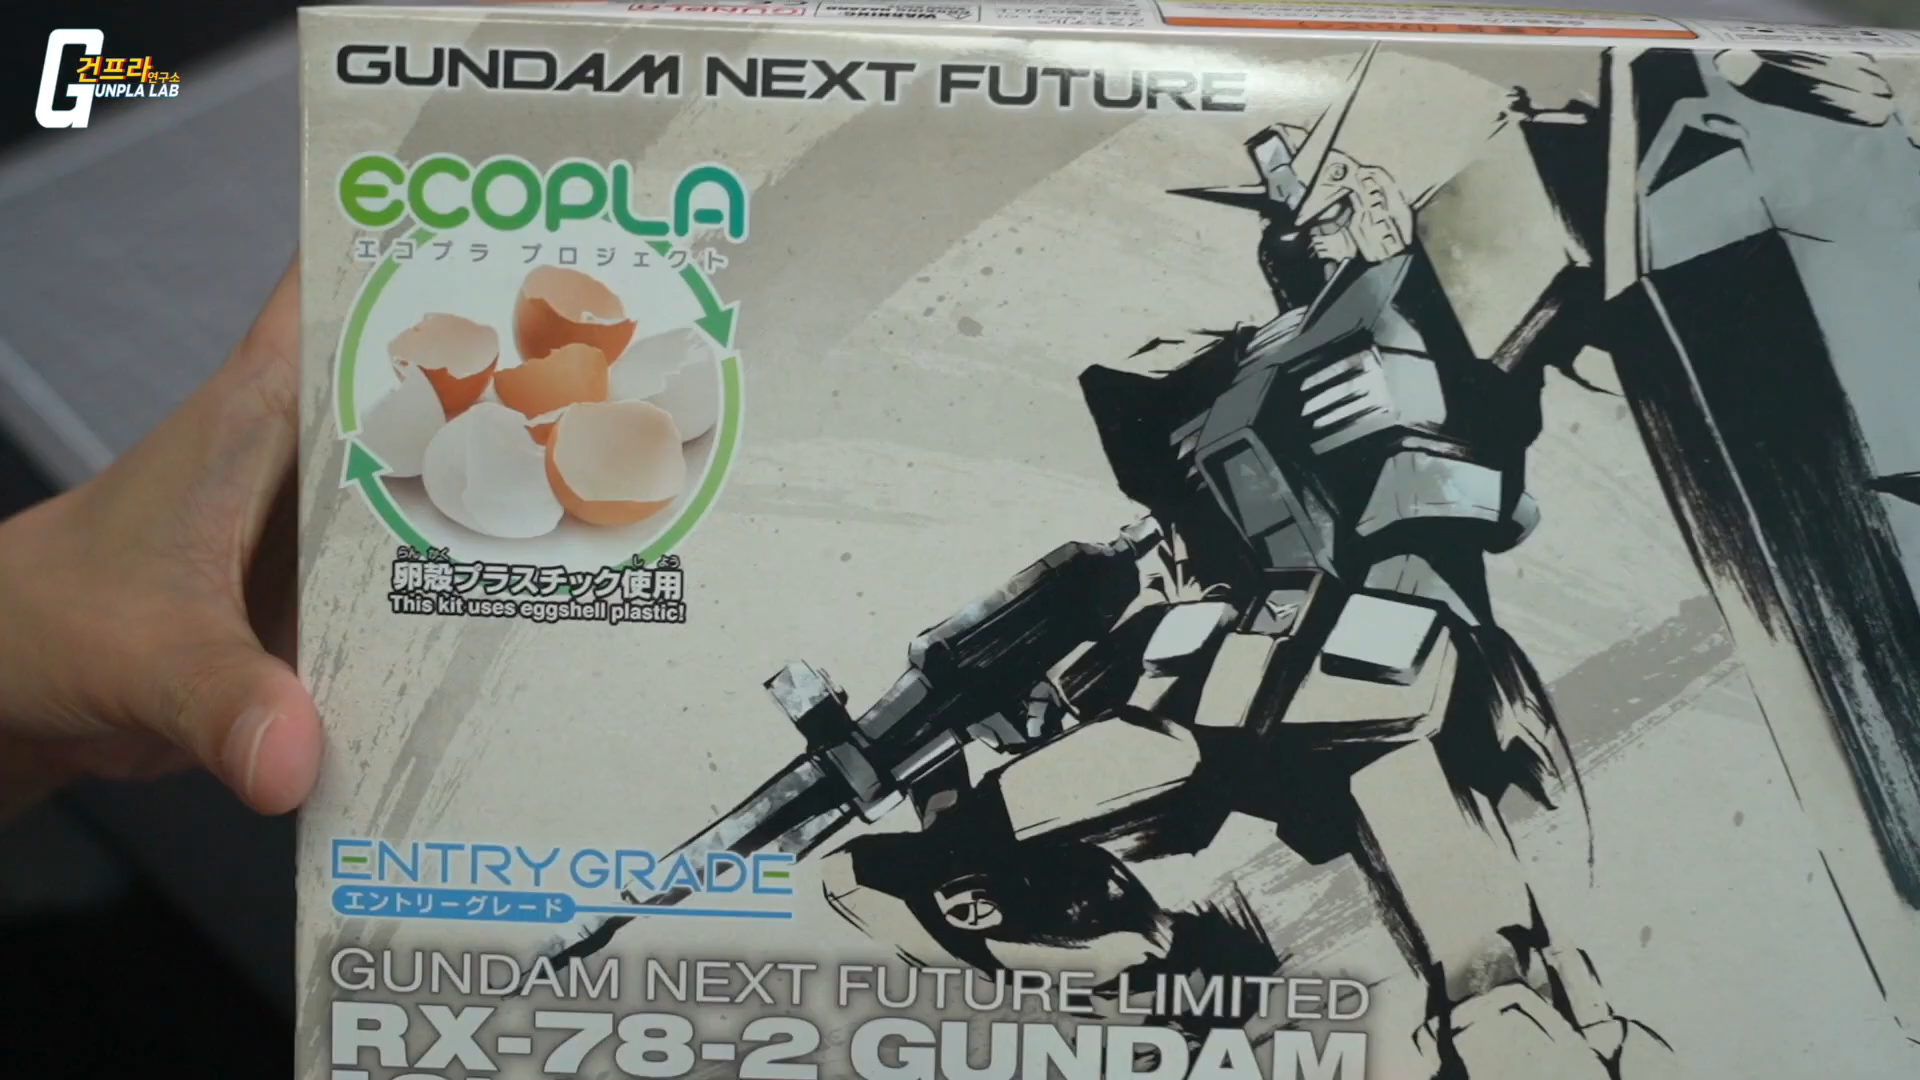 건프라연구소
GUNPLA LAB
GUNPLA
WARNING
GUNDAM NEXT FUTURE
ECOPLA
エコプラ プロジェクト
らん かく し よう
卵殻プラスチック使用
This kit uses eggshell plastic!
ENTRY GRADE
エントリーグレード
GUNDAM NEXT FUTURE LIMITED
RX-78-2 GUNDAM